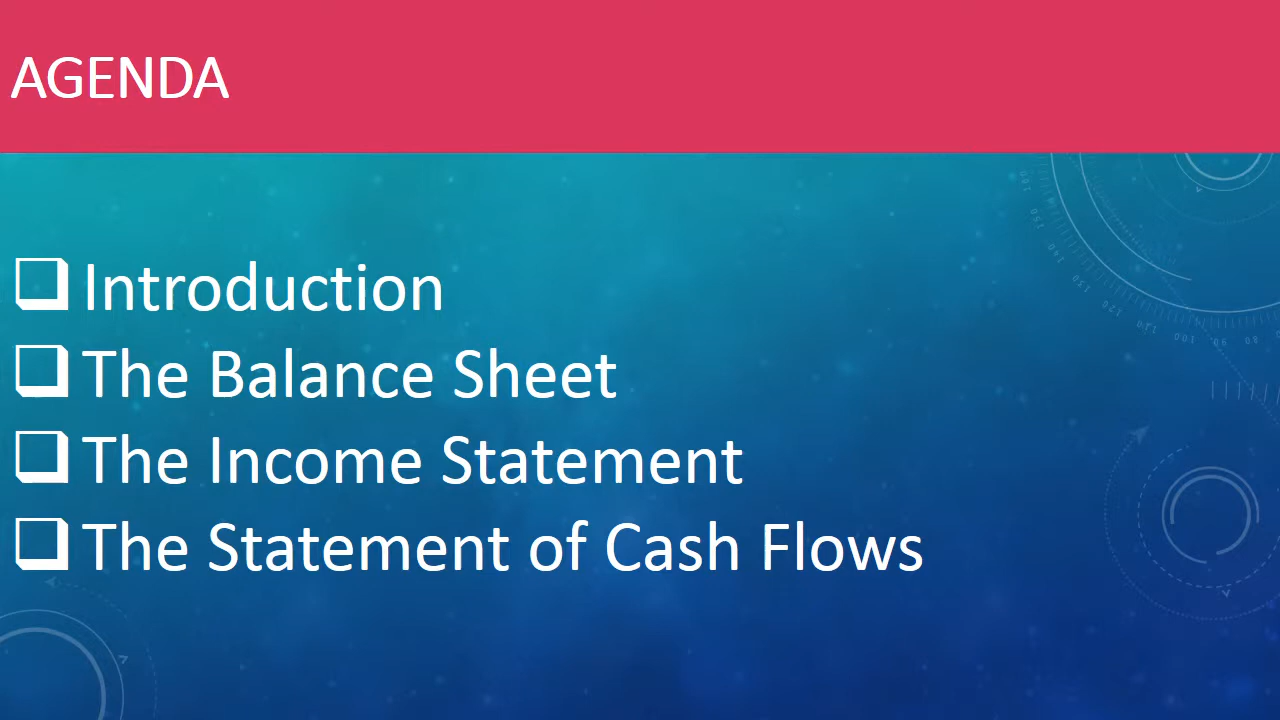 AGENDA
❑ Introduction
❑ The Balance Sheet
❑ The Income Statement
❑ The Statement of Cash Flows